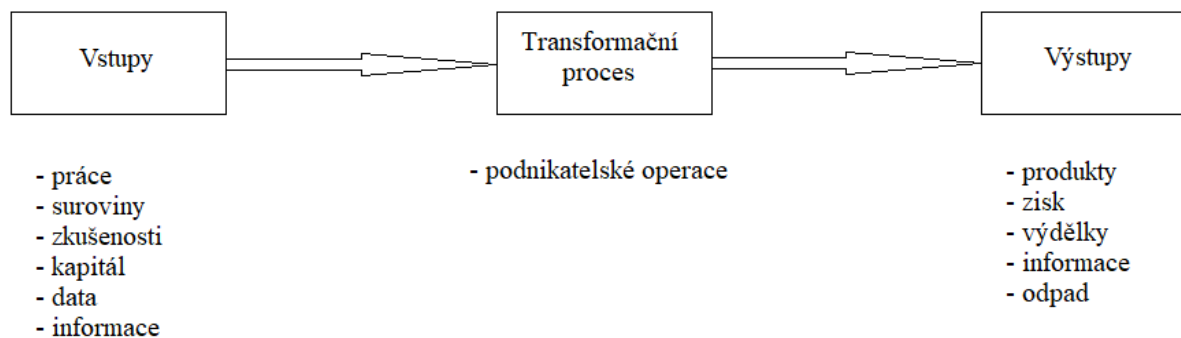 Vstupy
Transformační
proces
Výstupy
- práce
- suroviny
- zkušenosti
- kapitál
- data
- informace
- podnikatelské operace
- produkty
- zisk
- výdělky
- informace
- odpad